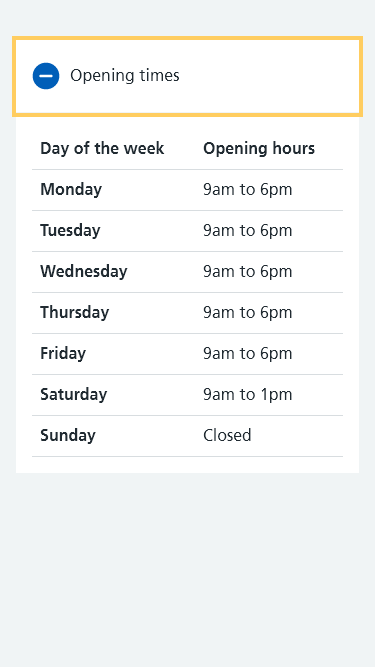 Opening times
Day of the week Opening hours
Monday 9am to 6pm
Tuesday 9am to 6pm
Wednesday 9am to 6pm
Thursday 9am to 6pm
Friday 9am to 6pm
Saturday 9am to 1pm
Sunday Closed